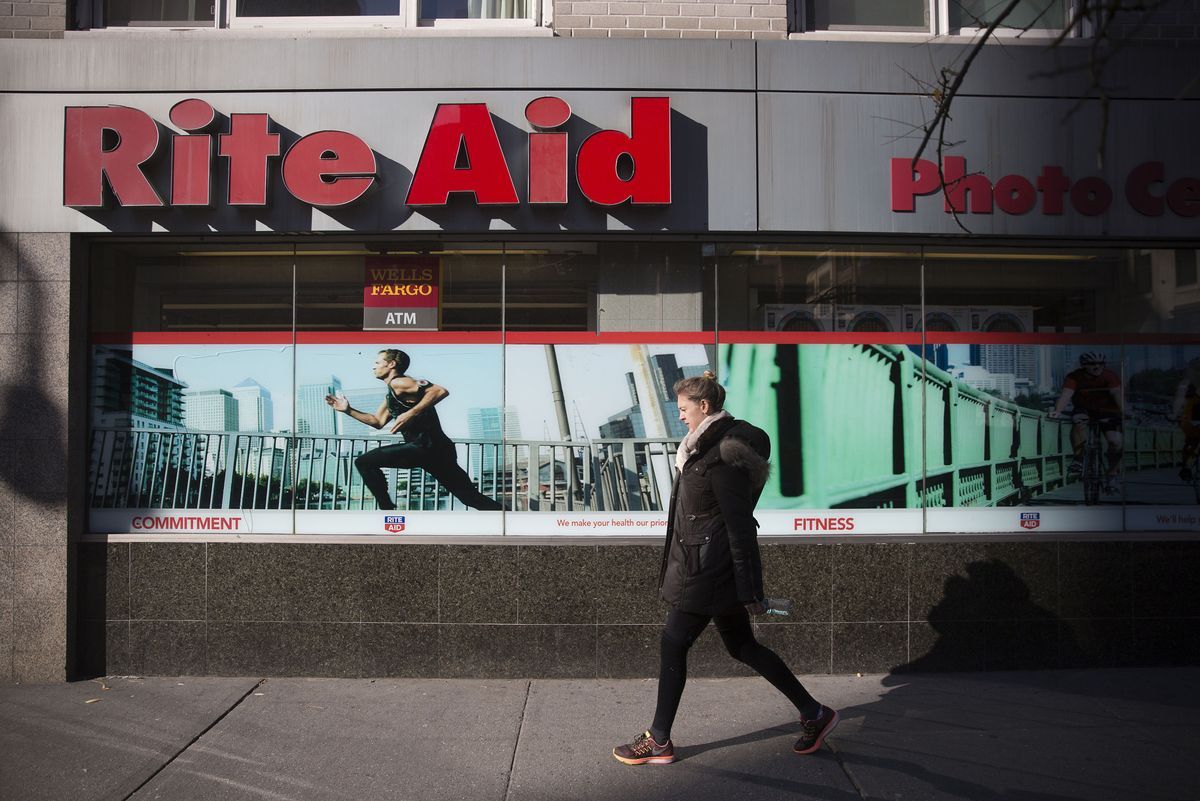 Rite Aid
Photo Ce
WELLS
FARGO
ATM
COMMITMENT
RITE
AID
We make your health our prior
FITNESS
RITE
AID
We'll help